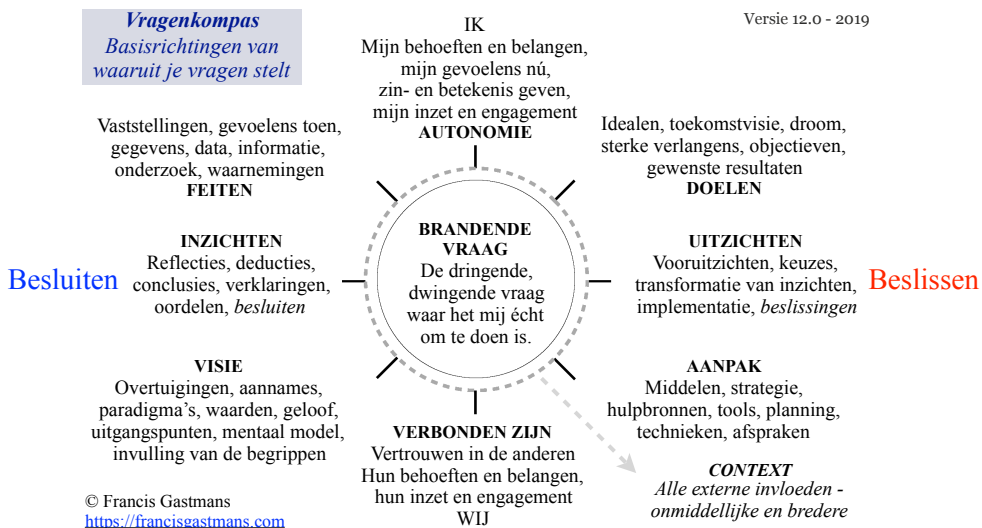 Vragenkompas
Basisrichtingen van
waaruit je vragen stelt
Versie 12.0 - 2019
IK
Mijn behoeften en belangen,
mijn gevoelens nú,
zin- en betekenis geven,
mijn inzet en engagement
AUTONOMIE
Vaststellingen, gevoelens toen,
gegevens, data, informatie,
onderzoek, waarnemingen
FEITEN
Idealen, toekomstvisie, droom,
sterke verlangens, objectieven,
gewenste resultaten
DOELEN
Besluiten
INZICHTEN
Reflecties, deducties,
conclusies, verklaringen,
oordelen, besluiten
BRANDENDE
VRAAG
De dringende,
dwingende vraag
waar het mij écht
om te doen is.
UITZICHTEN
Vooruitzichten, keuzes,
transformatie van inzichten,
implementatie, beslissingen
Beslissen
VISIE
Overtuigingen, aannames,
paradigma’s, waarden, geloof,
uitgangspunten, mentaal model,
invulling van de begrippen
VERBONDEN ZIJN
Vertrouwen in de anderen
Hun behoeften en belangen,
hun inzet en engagement
WIJ
AANPAK
Middelen, strategie,
hulpbronnen, tools, planning,
technieken, afspraken
CONTEXT
Alle externe invloeden -
onmiddellijke en bredere
© Francis Gastmans
https://francisgastmans.com